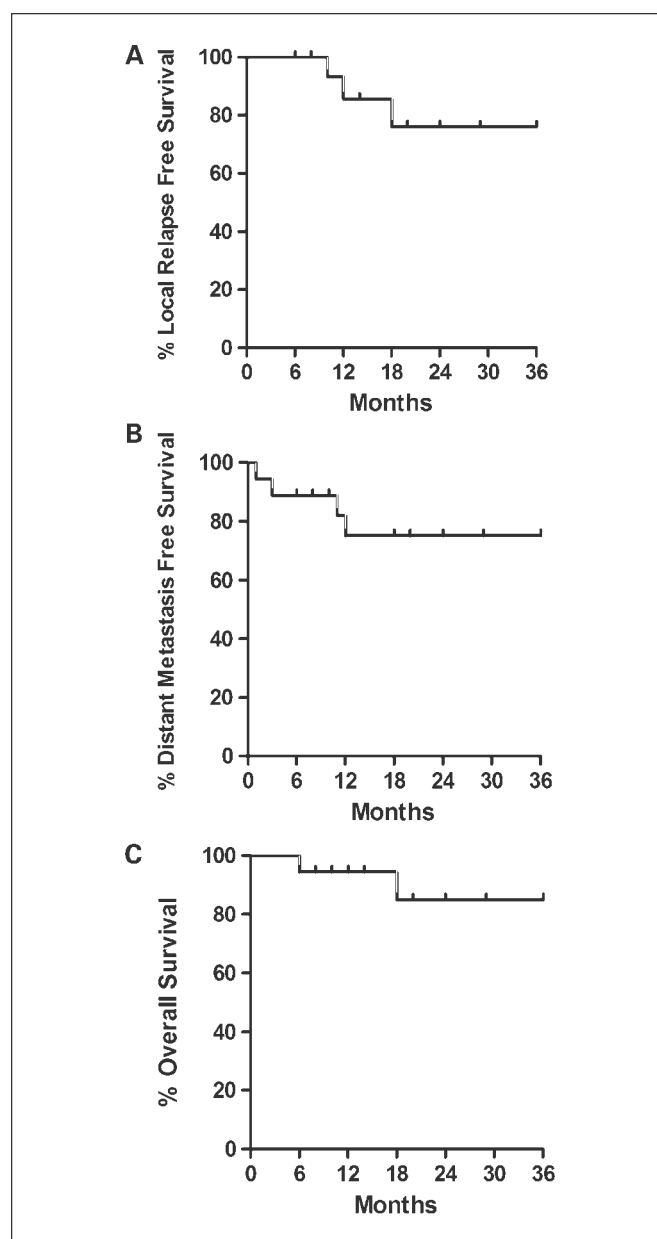 A
% Local Relapse Free Survival
100
80
60
40
20
0
0 6 12 18 24 30 36
Months
B
% Distant Metastasis Free Survival
100
80
60
40
20
0
0 6 12 18 24 30 36
Months
C
% Overall Survival
100
80
60
40
20
0
0 6 12 18 24 30 36
Months